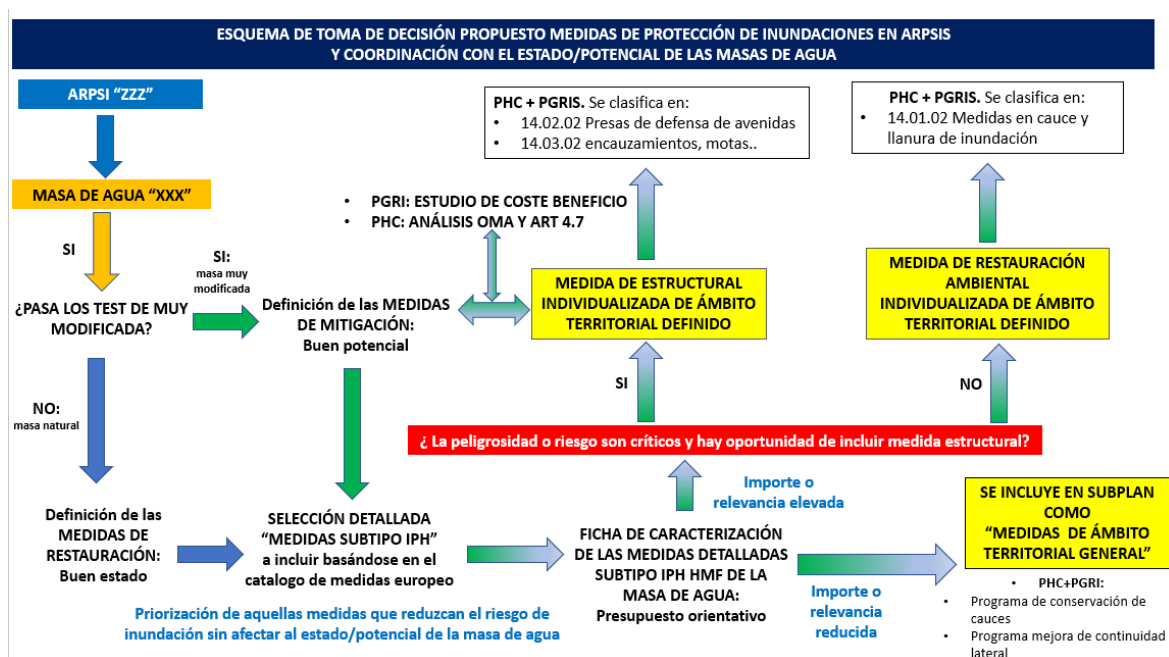 ESQUEMA DE TOMA DE DECISIÓN PROPUESTO MEDIDAS DE PROTECCIÓN DE INUNDACIONES EN ARPSIS
Y COORDINACIÓN CON EL ESTADO/POTENCIAL DE LAS MASAS DE AGUA
ARPSI "ZZZ"
MASA DE AGUA "XXX"
SI
¿PASA LOS TEST DE MUY
MODIFICADA?
SI:
masa muy
modificada
NO:
masa natural
Definición de las
MEDIDAS DE
RESTAURACIÓN:
Buen estado
Definición de las MEDIDAS
DE MITIGACIÓN:
Buen potencial
• PGRI: ESTUDIO DE COSTE BENEFICIO
• PHC: ANÁLISIS OMA Y ART 4.7
SELECCIÓN DETALLADA
"MEDIDAS SUBTIPO IPH"
a incluir basándose en el
catalogo de medidas europeo
Priorización de aquellas medidas que reduzcan el riesgo de
inundación sin afectar al estado/potencial de la masa de agua
PHC + PGRIS. Se clasifica en:
• 14.02.02 Presas de defensa de avenidas
• 14.03.02 encauzamientos, motas..
MEDIDA DE ESTRUCTURAL
INDIVIDUALIZADA DE ÁMBITO
TERRITORIAL DEFINIDO
SI
PHC + PGRIS. Se clasifica en:
• 14.01.02 Medidas en cauce y
llanura de inundación
MEDIDA DE RESTAURACIÓN
AMBIENTAL
INDIVIDUALIZADA DE ÁMBITO
TERRITORIAL DEFINIDO
NO
¿ La peligrosidad o riesgo son críticos y hay oportunidad de incluir medida estructural?
Importe o
relevancia elevada
FICHA DE CARACTERIZACIÓN
DE LAS MEDIDAS DETALLADAS
SUBTIPO IPH HMF DE LA
MASA DE AGUA:
Presupuesto orientativo
Importe o
relevancia
reducida
SE INCLUYE EN SUBPLAN
COMO
"MEDIDAS DE ÁMBITO
TERRITORIAL GENERAL"
• PHC+PGRI:
• Programa de conservación de
cauces
• Programa mejora de continuidad
lateral